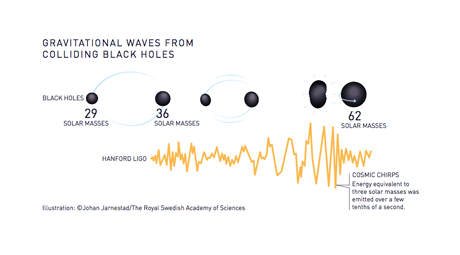 GRAVITATIONAL WAVES FROM
COLLIDING BLACK HOLES
BLACK HOLES
29
SOLAR MASSES
36
SOLAR MASSES
62
SOLAR MASSES
HANFORD LIGO
COSMIC CHIRPS
Energy equivalent to
three solar masses was
emitted over a few
tenths of a second.
Illustration: ©Johan Jarnestad/The Royal Swedish Academy of Sciences